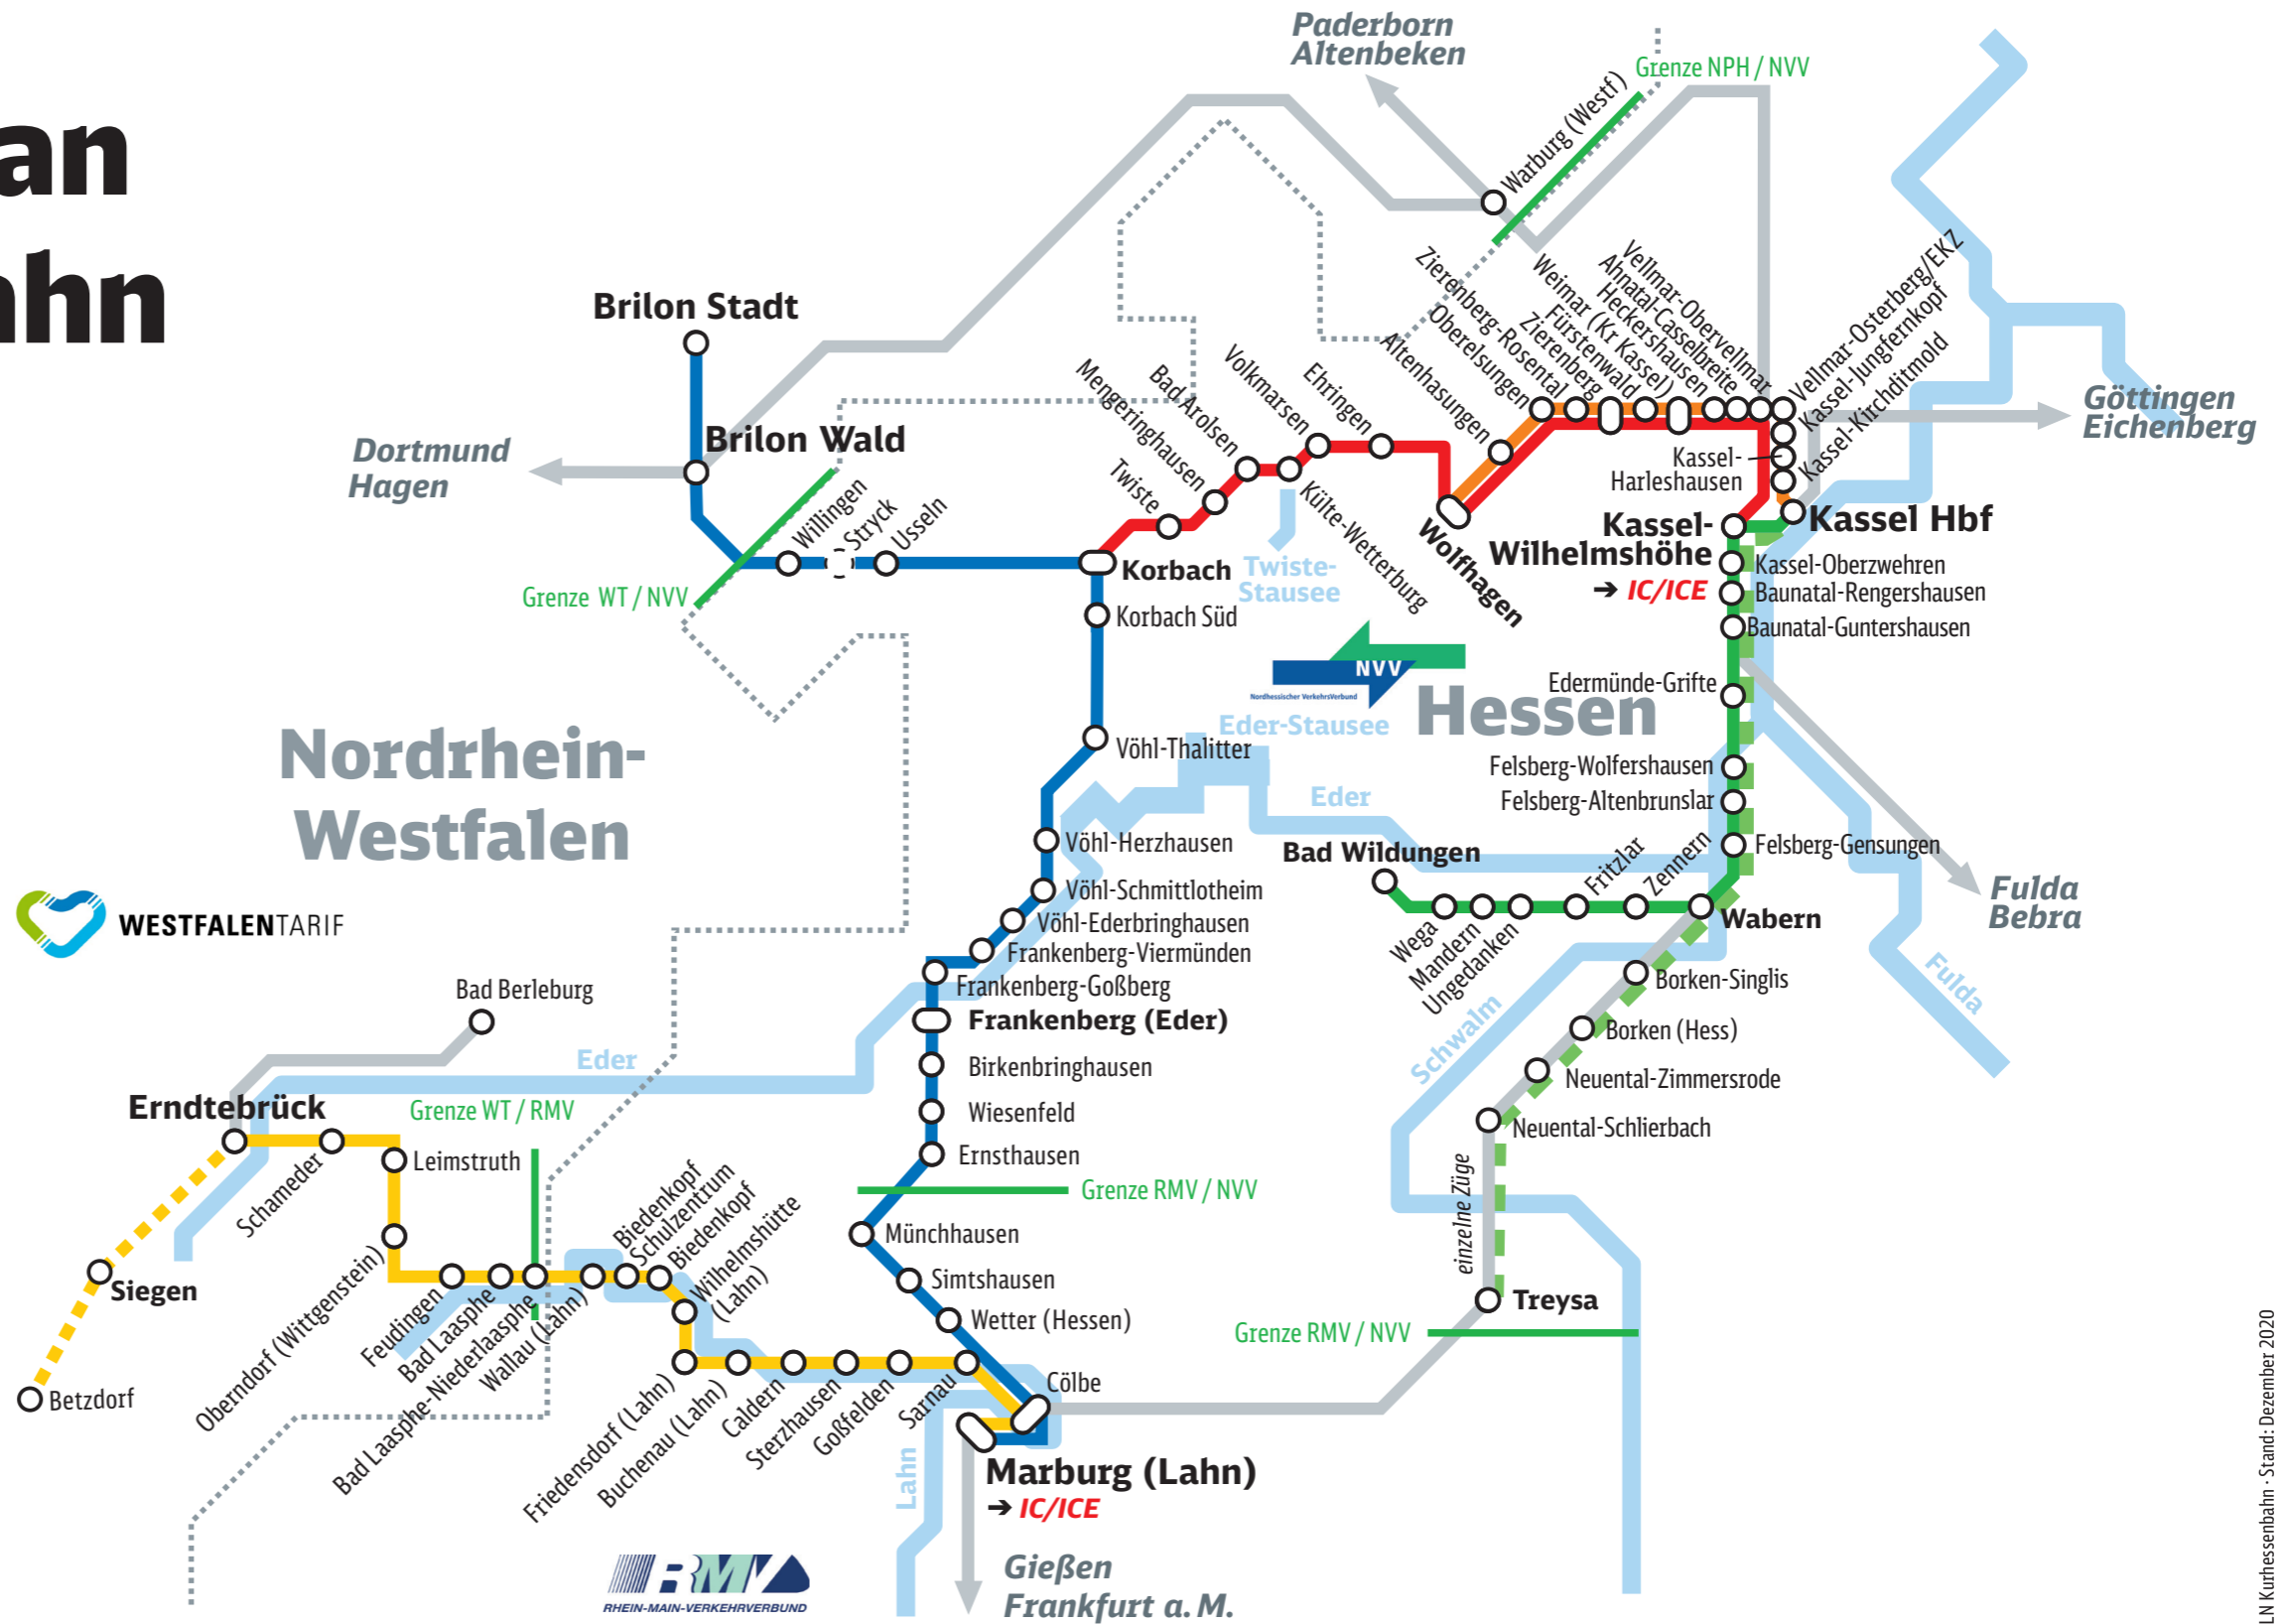 an
ahn
Paderborn
Altenbeken
Grenze NPH / NVV
Warburg (Westf)
Brilon Stadt
Brilon Wald
Dortmund
Hagen
Göttingen
Eichenberg
Grenze WT / NVV
Willingen
Stryck
Usseln
Korbach
Korbach Süd
Twiste
Mengeringhausen
Bad Arolsen
Külte-Wetterburg
Volkmarsen
Ehringen
Wolfhagen
Altenhasungen
Oberelsungen
Zierenberg-Rosental
Zierenberg
Fürstenwald
Weimar (Kr Kassel)
Heckershausen
Ahnatal-Casselbreite
Vellmar-Obervellmar
Vellmar-Osterberg/EKZ
Kassel-Jungfernkopf
Kassel-
Harleshausen
Kassel-Kirchditmold
Kassel Hbf
Kassel-
Wilhelmshöhe
➔ IC/ICE
Kassel-Oberzwehren
Baunatal-Rengershausen
Baunatal-Guntershausen
Edermünde-Grifte
Felsberg-Wolfershausen
Felsberg-Altenbrunslar
Felsberg-Gensungen
Wabern
Zennern
Fritzlar
Ungedanken
Mandern
Wega
Bad Wildungen
Twiste-
Stausee
NVV
Nordhessischer VerkehrsVerbund
Hessen
Eder-Stausee
Eder
Nordrhein-
Westfalen
WESTFALENTARIF
Vöhl-Thalitter
Vöhl-Herzhausen
Vöhl-Schmittlotheim
Vöhl-Ederbringhausen
Frankenberg-Viermünden
Frankenberg-Goßberg
Frankenberg (Eder)
Birkenbringhausen
Wiesenfeld
Ernsthausen
Grenze RMV / NVV
Münchhausen
Simtshausen
Wetter (Hessen)
Cölbe
Marburg (Lahn)
➔ IC/ICE
Gießen
Frankfurt a. M.
Fulda
Bebra
Fulda
Schwalm
Borken-Singlis
Borken (Hess)
Neuental-Zimmersrode
Neuental-Schlierbach
einzelne Züge
Treysa
Grenze RMV / NVV
Bad Berleburg
Eder
Erndtebrück
Grenze WT / RMV
Schameder
Leimstruth
Siegen
Betzdorf
Oberndorf (Wittgenstein)
Feudingen
Bad Laasphe
Bad Laasphe-Niederlaasphe
Wallau (Lahn)
Biedenkopf
Schulzentrum
Biedenkopf
Wilhelmshütte
(Lahn)
Friedensdorf (Lahn)
Buchenau (Lahn)
Caldern
Sterzhausen
Goßfelden
Sarnau
Lahn
RMV
RHEIN-MAIN-VERKEHRVERBUND
LN Kurhessenbahn · Stand: Dezember 2020